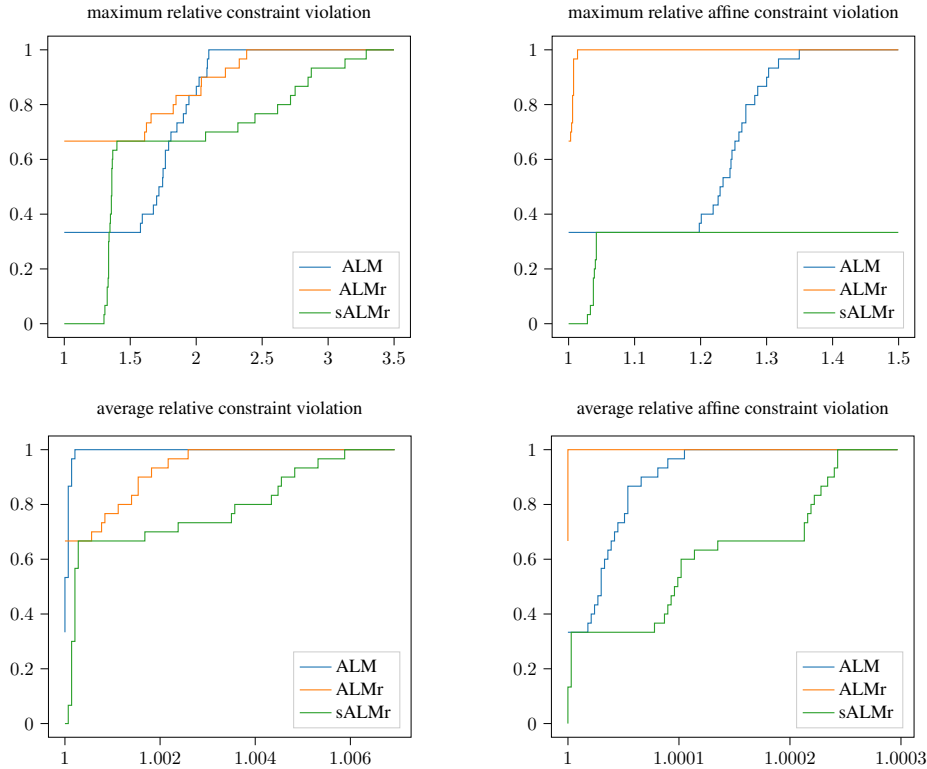 maximum relative constraint violation
1
0.8
0.6
0.4
0.2
0
ALM
ALMr
sALMr
1 1.5 2 2.5 3 3.5
maximum relative affine constraint violation
1
0.8
0.6
0.4
0.2
0
ALM
ALMr
sALMr
1 1.1 1.2 1.3 1.4 1.5
average relative constraint violation
1
0.8
0.6
0.4
0.2
0
ALM
ALMr
sALMr
1 1.002 1.004 1.006
average relative affine constraint violation
1
0.8
0.6
0.4
0.2
0
ALM
ALMr
sALMr
1 1.0001 1.0002 1.0003